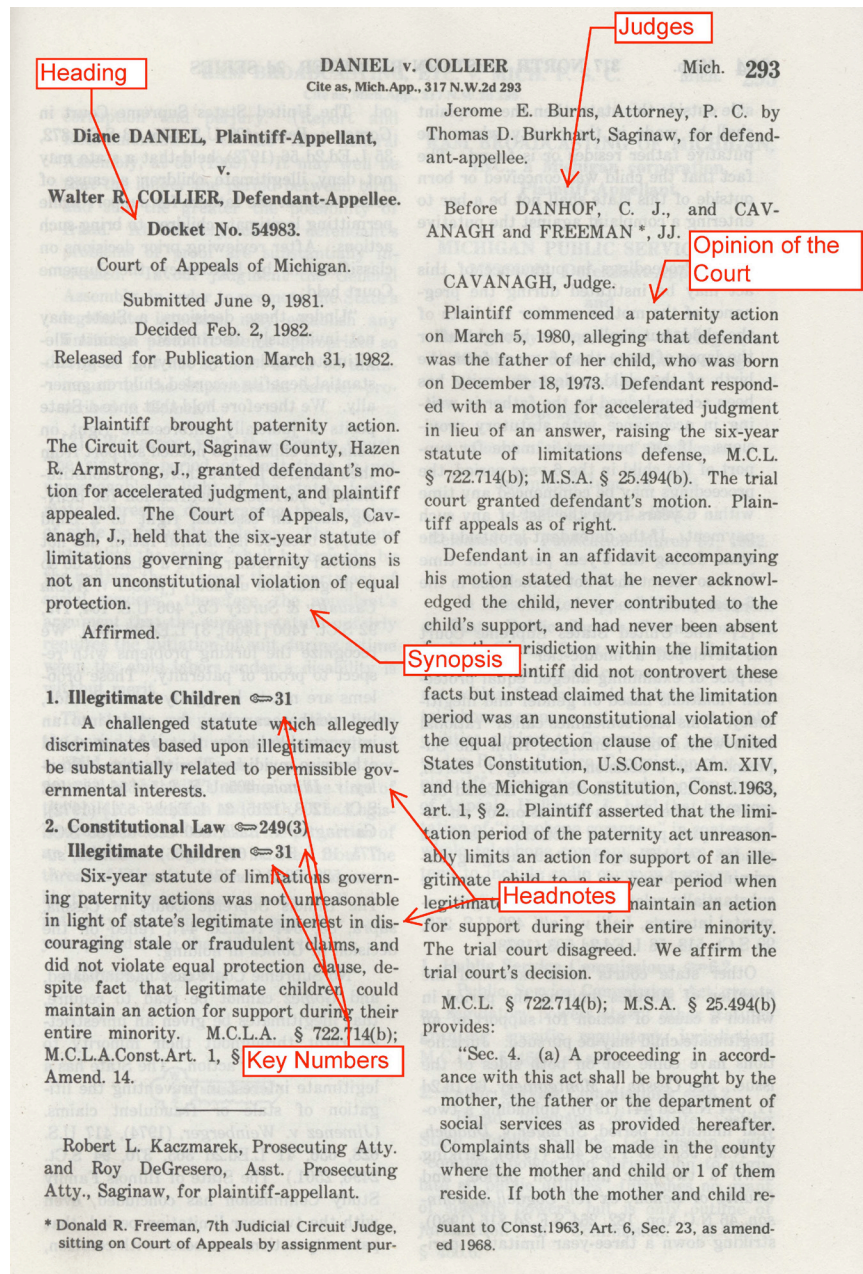 Judges
Heading
DANIEL v. COLLIER
Mich. 293
Cite as, Mich.App., 317 N.W.2d 293
Diane DANIEL, Plaintiff-Appellant,
v.
Walter R. COLLIER, Defendant-Appellee.
Docket No. 54983.
Court of Appeals of Michigan.
Submitted June 9, 1981.
Decided Feb. 2, 1982.
Released for Publication March 31, 1982.
Plaintiff brought paternity action.
The Circuit Court, Saginaw County, Hazen
R. Armstrong, J., granted defendant's mo-
tion for accelerated judgment, and plaintiff
appealed. The Court of Appeals, Cav-
anagh, J., held that the six-year statute of
limitations governing paternity actions is
not an unconstitutional violation of equal
protection.
Affirmed.
Synopsis
1. Illegitimate Children 31
A challenged statute which allegedly
discriminates based upon illegitimacy must
be substantially related to permissible gov-
ernmental interests.
2. Constitutional Law 249(3)
Illegitimate Children 31
Six-year statute of limitations govern-
ing paternity actions was not unreasonable
in light of state's legitimate interest in dis-
couraging stale or fraudulent claims, and
did not violate equal protection clause, de-
spite fact that legitimate children could
maintain an action for support during their
entire minority. M.C.L.A. § 722.714(b);
M.C.L.A.Const.Art. 1, §
Key Numbers
Amend. 14.
Robert L. Kaczmarek, Prosecuting Atty.
and Roy DeGresero, Asst. Prosecuting
Atty., Saginaw, for plaintiff-appellant.
* Donald R. Freeman, 7th Judicial Circuit Judge,
sitting on Court of Appeals by assignment pur-
Jerome E. Burns, Attorney, P. C. by
Thomas D. Burkhart, Saginaw, for defend-
ant-appellee.
Before DANHOF, C. J., and CAV-
ANAGH and FREEMAN *, JJ.
Opinion of the
Court
CAVANAGH, Judge.
Plaintiff commenced a paternity action
on March 5, 1980, alleging that defendant
was the father of her child, who was born
on December 18, 1973. Defendant respond-
ed with a motion for accelerated judgment
in lieu of an answer, raising the six-year
statute of limitations defense, M.C.L.
§ 722.714(b); M.S.A. § 25.494(b). The trial
court granted defendant's motion. Plain-
tiff appeals as of right.
Defendant in an affidavit accompanying
his motion stated that he never acknowl-
edged the child, never contributed to the
child's support, and had never been absent
jurisdiction within the limitation
did not controvert these
facts but instead claimed that the limitation
period was an unconstitutional violation of
the equal protection clause of the United
States Constitution, U.S.Const., Am. XIV,
and the Michigan Constitution, Const.1963,
art. 1, § 2. Plaintiff asserted that the limi-
tation period of the paternity act unreason-
ably limits an action for support of an ille-
gitimate child to a six-year period when
Headnotes
maintain an action
for support during their entire minority.
The trial court disagreed. We affirm the
trial court's decision.
M.C.L. § 722.714(b); M.S.A. § 25.494(b)
provides:
"Sec. 4. (a) A proceeding in accord-
ance with this act shall be brought by the
mother, the father or the department of
social services as provided hereafter.
Complaints shall be made in the county
where the mother and child or 1 of them
reside. If both the mother and child re-
suant to Const.1963, Art. 6, Sec. 23, as amend-
ed 1968.